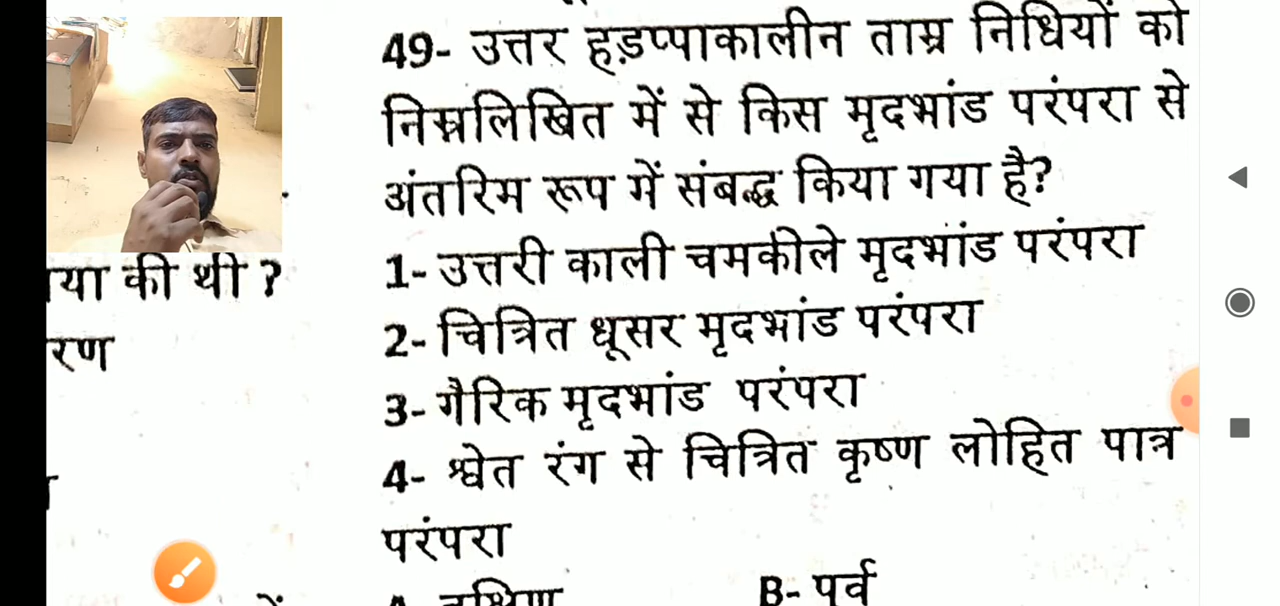 49- उत्तर हड़प्पाकालीन ताम्र निधियों को
निम्नलिखित में से किस मृदभांड परंपरा से
अंतरिम रूप में संबद्ध किया गया है?
1- उत्तरी काली चमकीले मृदभांड परंपरा
2- चित्रित धूसर मृदभांड परंपरा
3- गैरिक मृदभांड परंपरा
4- श्वेत रंग से चित्रित कृष्ण लोहित पात्र
परंपरा
की थी ?
B- पूर्व